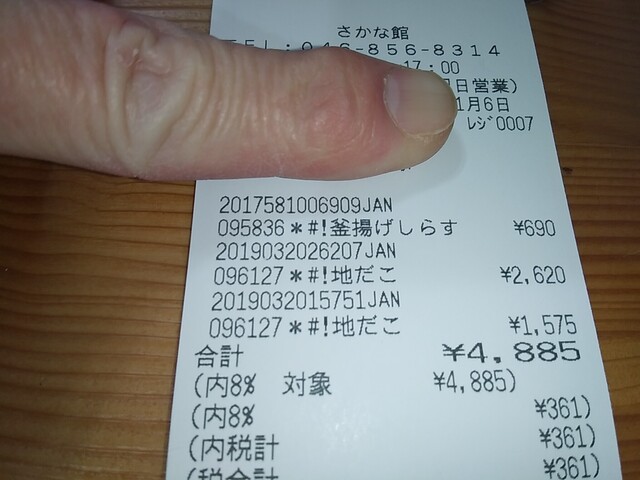 さかな館
TEL:046-856-8314
17:00
日営業)
1月6日
ﾚｼﾞ0007
2017581006909JAN
095836＊#!釜揚げしらす ¥690
2019032026207JAN
096127＊#!地だこ ¥2,620
2019032015751JAN
096127＊#!地だこ ¥1,575
合計 ¥4,885
(内8% 対象 ¥4,885)
(内8% ¥361)
(内税計 ¥361)
(税合計 ¥361)